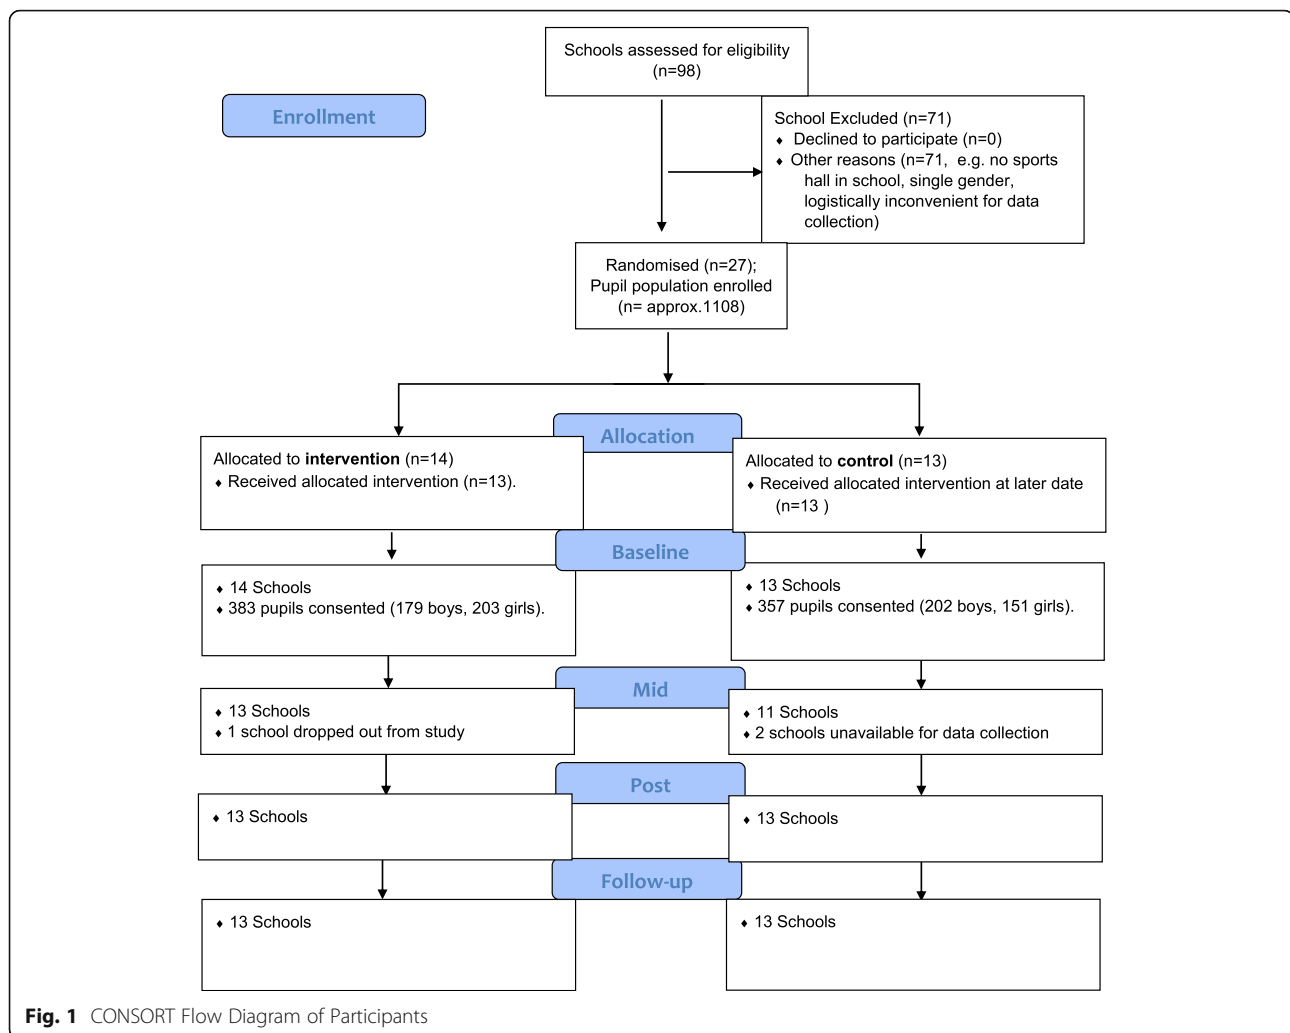 Schools assessed for eligibility
(n=98)
Enrollment
School Excluded (n=71)
♦ Declined to participate (n=0)
♦ Other reasons (n=71, e.g. no sports
hall in school, single gender,
logistically inconvenient for data
collection)
Randomised (n=27);
Pupil population enrolled
(n= approx.1108)
Allocation
Allocated to intervention (n=14)
♦ Received allocated intervention (n=13).
Allocated to control (n=13)
♦ Received allocated intervention at later date
(n=13 )
Baseline
♦ 14 Schools
♦ 383 pupils consented (179 boys, 203 girls).
♦ 13 Schools
♦ 357 pupils consented (202 boys, 151 girls).
Mid
♦ 13 Schools
♦ 1 school dropped out from study
♦ 11 Schools
♦ 2 schools unavailable for data collection
Post
♦ 13 Schools
♦ 13 Schools
Follow-up
♦ 13 Schools
♦ 13 Schools
Fig. 1 CONSORT Flow Diagram of Participants